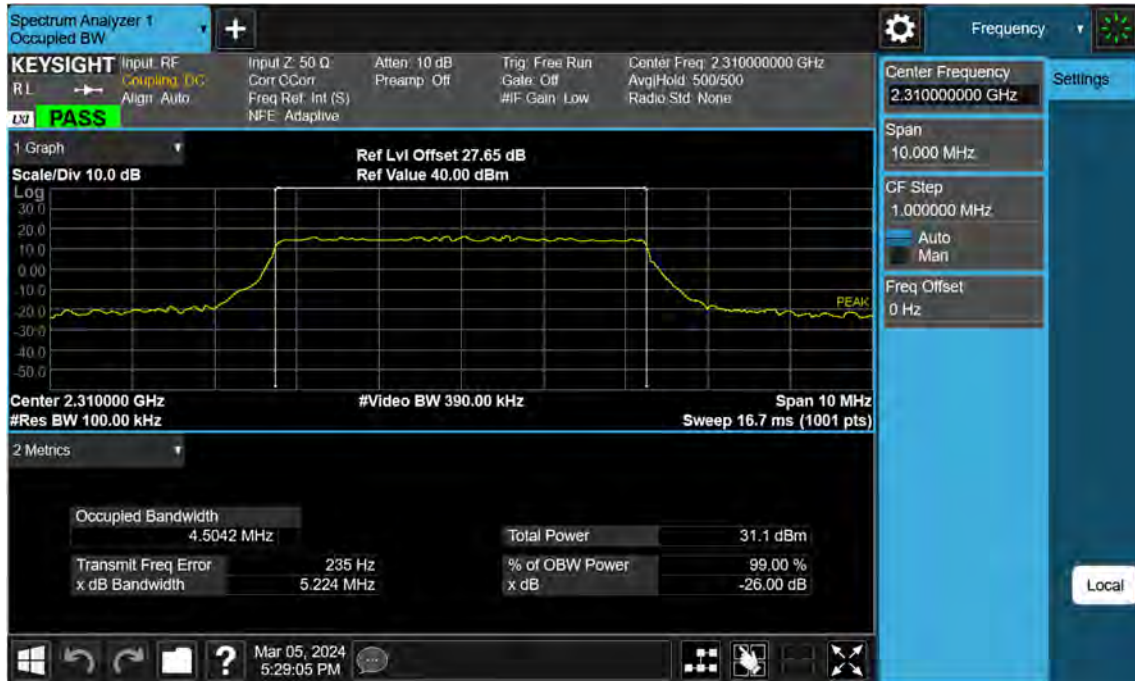 Spectrum Analyzer 1
Occupied BW
+
Frequency
KEYSIGHT
Input: RF
Input Z: 50 Ω
Atten: 10 dB
Trig: Free Run
Center Freq: 2.310000000 GHz
RL
Coupling: DC
Corr CCorr
Preamp: Off
Gate: Off
Avg|Hold: 500/500
Align: Auto
Freq Ref: Int (S)
#IF Gain: Low
Radio Std: None
LXI
PASS
NFE: Adaptive
Center Frequency
2.310000000 GHz
Settings
Span
10.000 MHz
CF Step
1.000000 MHz
Auto
Man
Freq Offset
0 Hz
1 Graph
Ref Lvl Offset 27.65 dB
Scale/Div 10.0 dB
Ref Value 40.00 dBm
Log
30.0
20.0
10.0
0.00
-10.0
-20.0
-30.0
-40.0
-50.0
PEAK
Center 2.310000 GHz
#Video BW 390.00 kHz
Span 10 MHz
#Res BW 100.00 kHz
Sweep 16.7 ms (1001 pts)
2 Metrics
Occupied Bandwidth
4.5042 MHz
Total Power
31.1 dBm
Transmit Freq Error
235 Hz
% of OBW Power
99.00 %
x dB Bandwidth
5.224 MHz
x dB
-26.00 dB
Local
?
Mar 05, 2024
5:29:05 PM